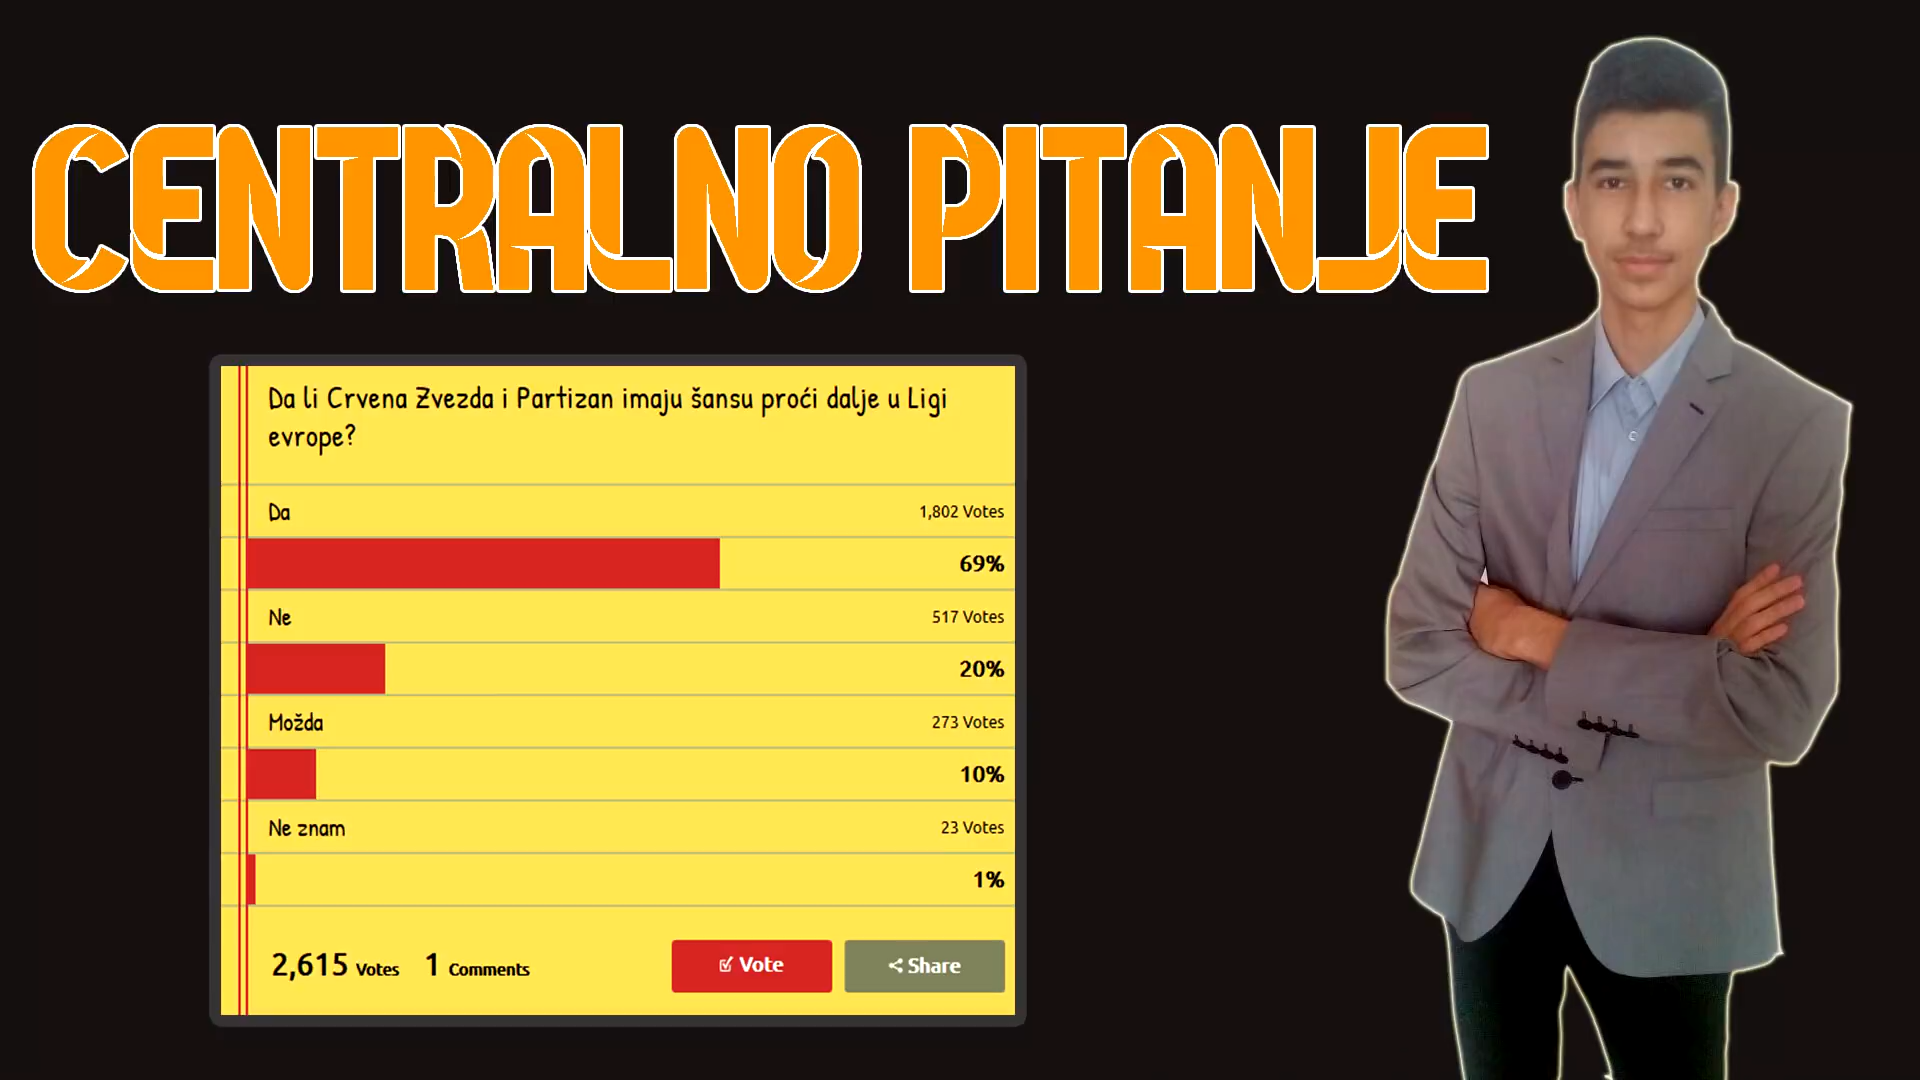 CENTRALNO PITANJE
Da li Crvena Zvezda i Partizan imaju šansu proći dalje u Ligi
evrope?
Da 1,802 Votes
69%
Ne 517 Votes
20%
Možda 273 Votes
10%
Ne znam 23 Votes
1%
2,615 Votes 1 Comments Vote Share